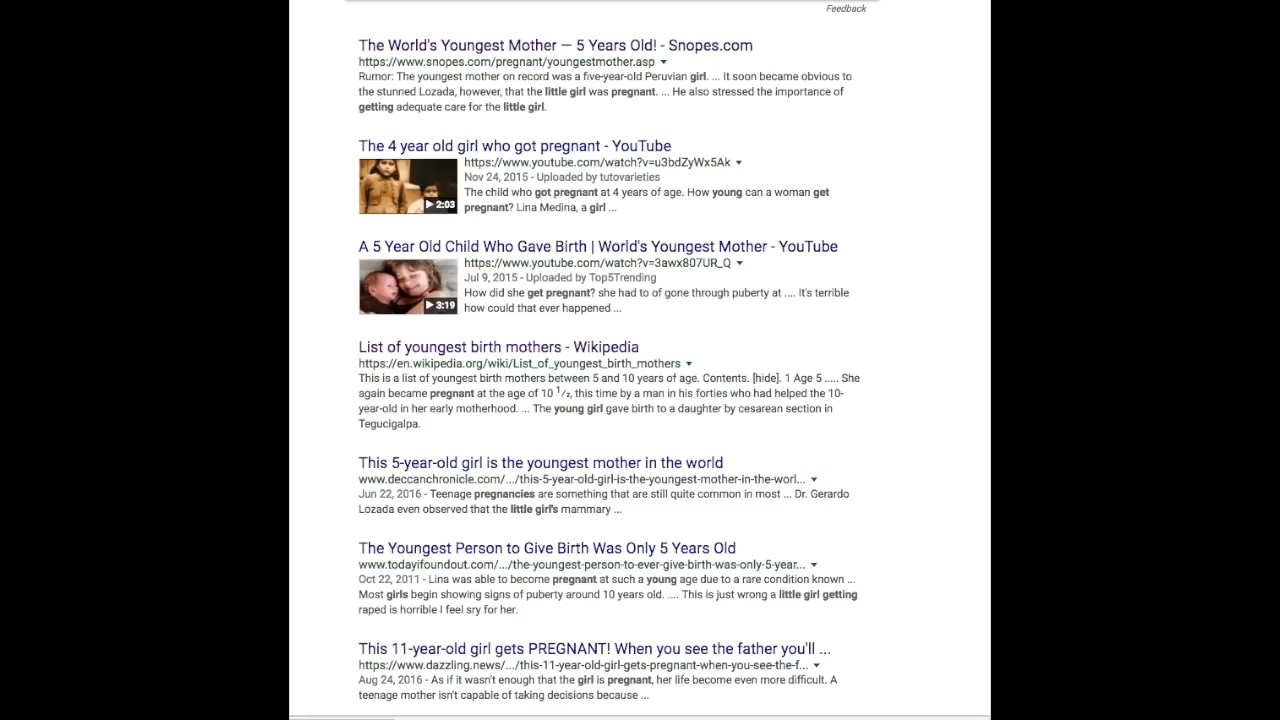 Feedback
The World's Youngest Mother — 5 Years Old! - Snopes.com
https://www.snopes.com/pregnant/youngestmother.asp
Rumor: The youngest mother on record was a five-year-old Peruvian girl. ... It soon became obvious to
the stunned Lozada, however, that the little girl was pregnant. ... He also stressed the importance of
getting adequate care for the little girl.
The 4 year old girl who got pregnant - YouTube
https://www.youtube.com/watch?v=u3bdZyWx5Ak
Nov 24, 2015 - Uploaded by tutovarieties
The child who got pregnant at 4 years of age. How young can a woman get
pregnant? Lina Medina, a girl ...
2:03
A 5 Year Old Child Who Gave Birth | World's Youngest Mother - YouTube
https://www.youtube.com/watch?v=3awx807UR_Q
Jul 9, 2015 - Uploaded by Top5Trending
How did she get pregnant? she had to of gone through puberty at .... It's terrible
how could that ever happened ...
3:19
List of youngest birth mothers - Wikipedia
https://en.wikipedia.org/wiki/List_of_youngest_birth_mothers
This is a list of youngest birth mothers between 5 and 10 years of age. Contents. [hide]. 1 Age 5 ..... She
again became pregnant at the age of 10 1/2, this time by a man in his forties who had helped the 10-
year-old in her early motherhood. ... The young girl gave birth to a daughter by cesarean section in
Tegucigalpa.
This 5-year-old girl is the youngest mother in the world
www.deccanchronicle.com/.../this-5-year-old-girl-is-the-youngest-mother-in-the-worl...
Jun 22, 2016 - Teenage pregnancies are something that are still quite common in most ... Dr. Gerardo
Lozada even observed that the little girl's mammary ...
The Youngest Person to Give Birth Was Only 5 Years Old
www.todayifoundout.com/.../the-youngest-person-to-ever-give-birth-was-only-5-year...
Oct 22, 2011 - Lina was able to become pregnant at such a young age due to a rare condition known ...
Most girls begin showing signs of puberty around 10 years old. .... This is just wrong a little girl getting
raped is horrible I feel sry for her.
This 11-year-old girl gets PREGNANT! When you see the father you'll ...
https://www.dazzling.news/.../this-11-year-old-girl-gets-pregnant-when-you-see-the-f...
Aug 24, 2016 - As if it wasn't enough that the girl is pregnant, her life become even more difficult. A
teenage mother isn't capable of taking decisions because ...